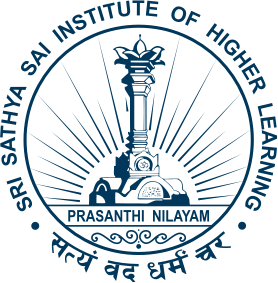 SRI SATHYA SAI INSTITUTE OF HIGHER LEARNING
PRASANTHI NILAYAM
सत्यं वद धर्मं चर